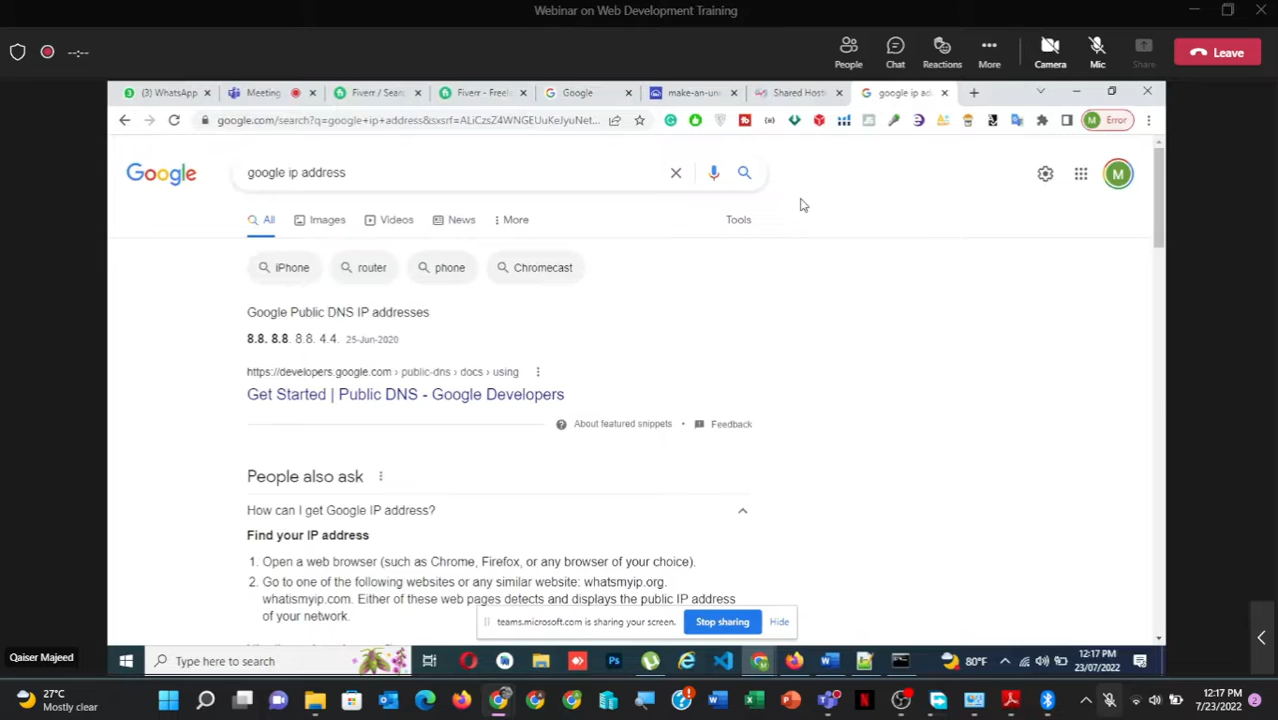 Webinar on Web Development Training
--:--
People
Chat
Reactions
More
Camera
Mic
Share
Leave
(3) WhatsApp
Meeting
Fiverr / Sear
Fiverr - Freel
Google
make-an-un
Shared Host
google ip ad
google.com/search?q=google+ip+address&sxsrf=ALiCzsZ4WNGEUuKeJyuNet...
M
Error
Google
google ip address
M
All
Images
Videos
News
More
Tools
iPhone
router
phone
Chromecast
Google Public DNS IP addresses
8.8. 8.8. 8.8. 4.4. 25-Jun-2020
https://developers.google.com › public-dns › docs › using
Get Started | Public DNS - Google Developers
About featured snippets
• Feedback
People also ask
How can I get Google IP address?
Find your IP address
1. Open a web browser (such as Chrome, Firefox, or any browser of your choice).
2. Go to one of the following websites or any similar website: whatsmyip.org,
whatismyip.com. Either of these web pages detects and displays the public IP address
of your network.
teams.microsoft.com is sharing your screen.
Stop sharing
Hide
Qaiser Majeed
Type here to search
Ps
80°F
12:17 PM
23/07/2022
27°C
Mostly clear
12:17 PM
7/23/2022
2